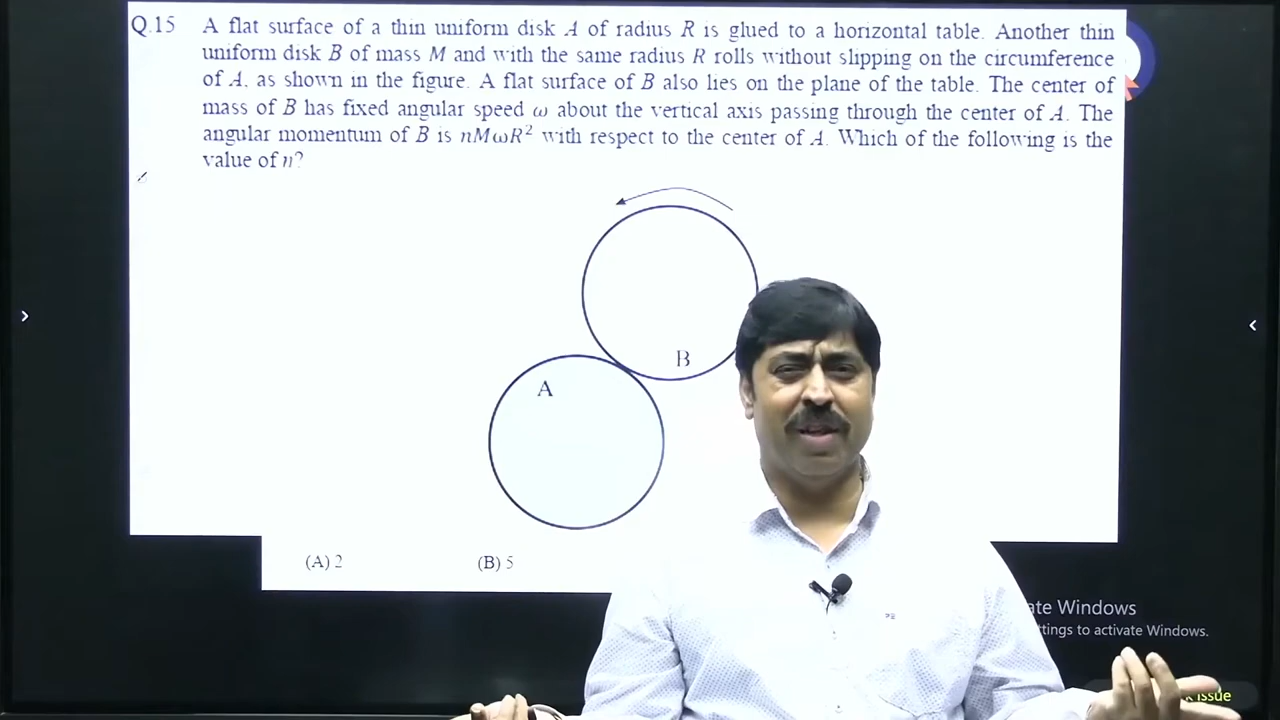 Q.15 A flat surface of a thin uniform disk A of radius R is glued to a horizontal table. Another thin
uniform disk B of mass M and with the same radius R rolls without slipping on the circumference
of A, as shown in the figure. A flat surface of B also lies on the plane of the table. The center of
mass of B has fixed angular speed ω about the vertical axis passing through the center of A. The
angular momentum of B is nMωR² with respect to the center of A. Which of the following is the
value of n?
B
A
(A) 2 (B) 5
Windows
to activate Windows.
issue